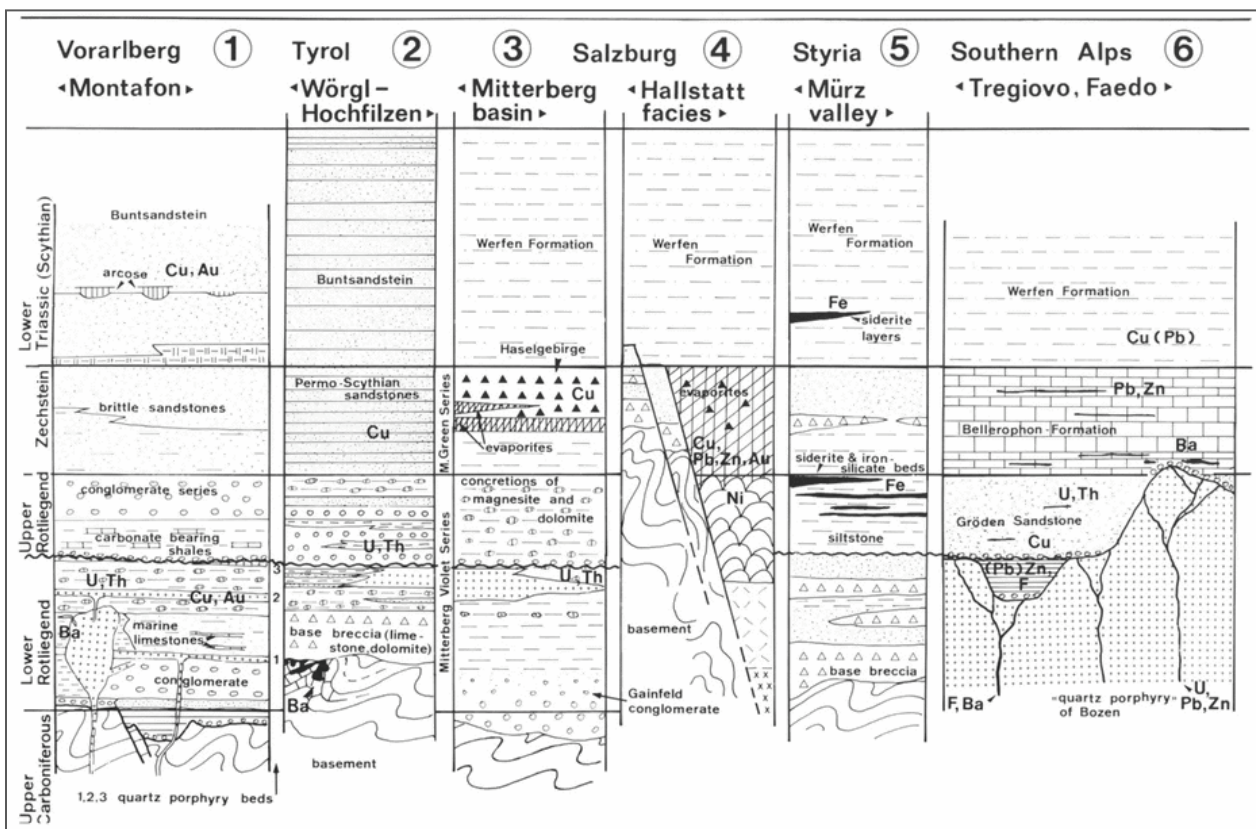 Vorarlberg ①
◂Montafon▸
Tyrol ②
◂Wörgl–
Hochfilzen▸
③ Salzburg ④
◂Mitterberg
basin▸
◂Hallstatt
facies▸
Styria ⑤
◂Mürz
valley▸
Southern Alps ⑥
◂Tregiovo, Faedo▸
Lower
Triassic (Scythian)
Zechstein
Upper
Rotliegend
Lower
Rotliegend
Upper
Carboniferous
Buntsandstein
arcose
Cu, Au
brittle sandstones
conglomerate series
carbonate bearing
shales
U,Th
3
Cu, Au
2
Ba
marine
limestones
1
conglomerate
1,2,3 quartz porphyry beds
Buntsandstein
Permo-Scythian
sandstones
Cu
U,Th
base breccia (lime-
stone, dolomite)
Ba
basement
Werfen Formation
Haselgebirge
M.Green Series
Cu
evaporites
Violet Series
concretions of
magnesite and
dolomite
U,Th
Mitterberg
Gainfeld
conglomerate
Werfen
Formation
evaporites
Cu,
Pb,Zn,Au
Ni
basement
Werfen
Formation
Fe
siderite
layers
siderite & iron-
silicate beds
Fe
siltstone
base breccia
Werfen Formation
Cu (Pb)
Pb,Zn
Bellerophon-Formation
Ba
U,Th
Gröden Sandstone
Cu
(Pb)Zn,
F
F,Ba
"quartz porphyry"
of Bozen
U,
Pb,Zn